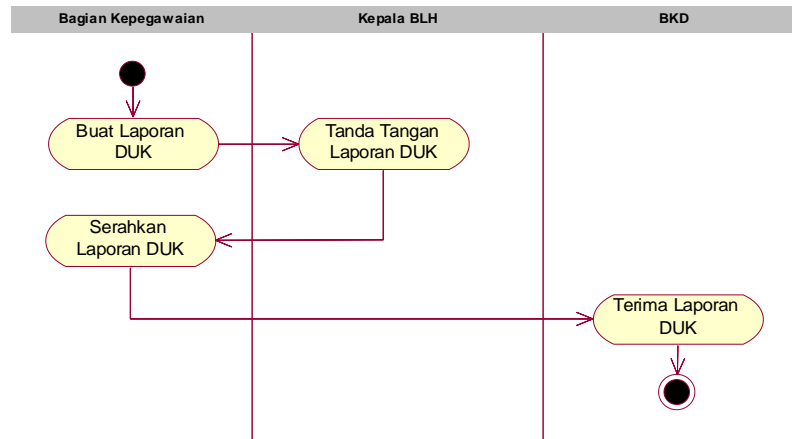 Bagian Kepegawaian
Kepala BLH
BKD
Buat Laporan
DUK
Tanda Tangan
Laporan DUK
Serahkan
Laporan DUK
Terima Laporan
DUK